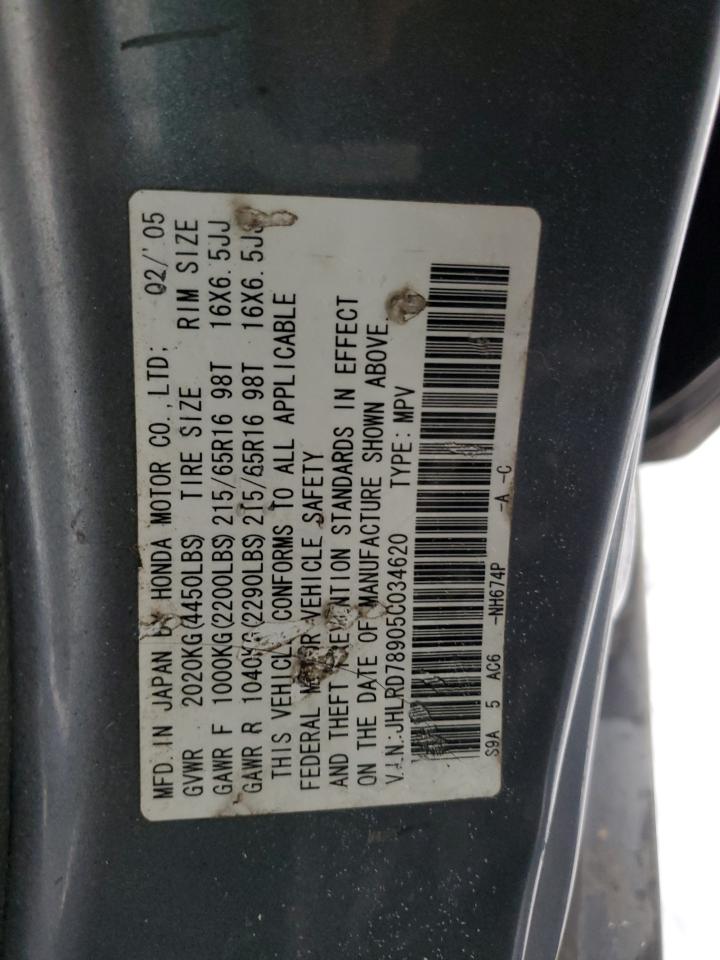 MFD. IN JAPAN BY HONDA MOTOR CO., LTD; 02/'05
GVWR 2020KG(4450LBS) TIRE SIZE RIM SIZE
GAWR F 1000KG(2200LBS) 215/65R16 98T 16X6.5JJ
GAWR R 1040KG(2290LBS) 215/65R16 98T 16X6.5JJ
THIS VEHICLE CONFORMS TO ALL APPLICABLE
FEDERAL MOTOR VEHICLE SAFETY
AND THEFT PREVENTION STANDARDS IN EFFECT
ON THE DATE OF MANUFACTURE SHOWN ABOVE.
V.I.N.:JHLRD78905C034620 TYPE: MPV
S9A 5 AC6 -NH674P -A -C